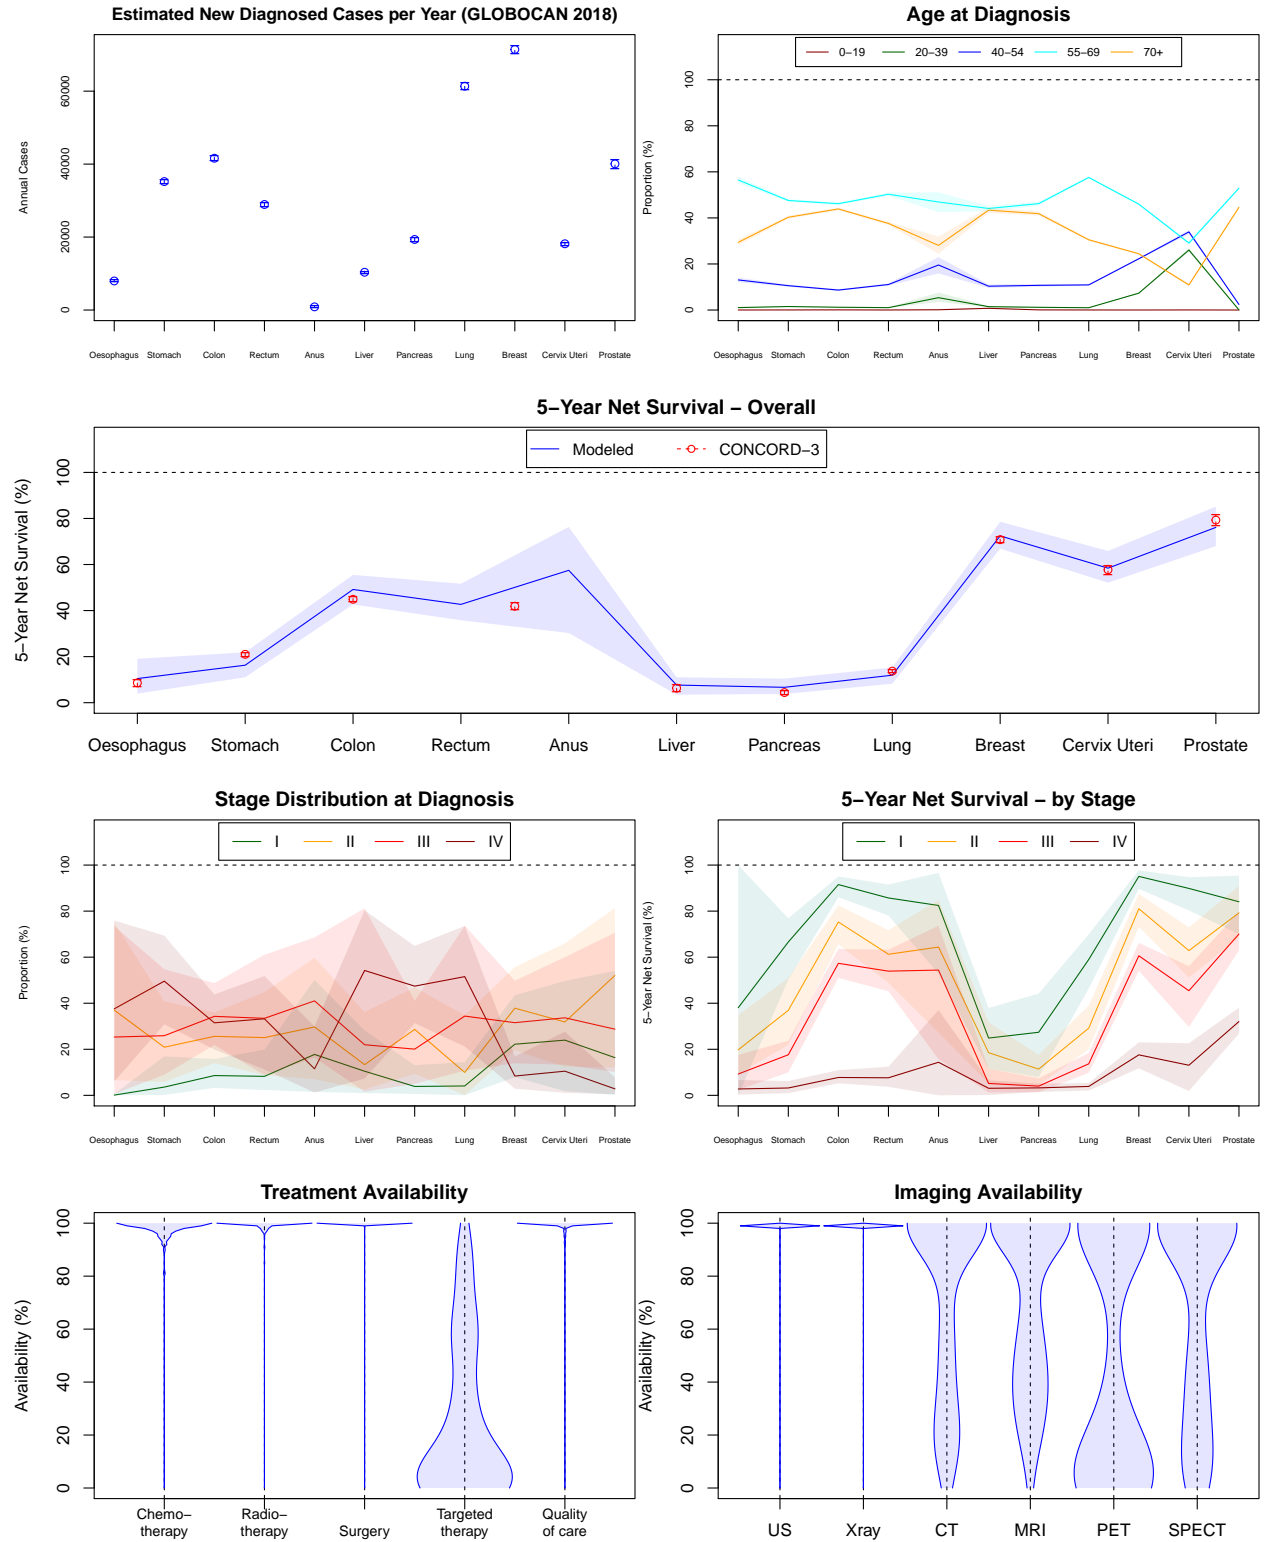 Estimated New Diagnosed Cases per Year (GLOBOCAN 2018)
Annual Cases
0
20000
40000
60000
Oesophagus Stomach Colon Rectum Anus Liver Pancreas Lung Breast Cervix Uteri Prostate
Age at Diagnosis
0−19 20−39 40−54 55−69 70+
Proportion (%)
0
20
40
60
80
100
Oesophagus Stomach Colon Rectum Anus Liver Pancreas Lung Breast Cervix Uteri Prostate
5−Year Net Survival − Overall
Modeled CONCORD−3
5−Year Net Survival (%)
0
20
40
60
80
100
Oesophagus Stomach Colon Rectum Anus Liver Pancreas Lung Breast Cervix Uteri Prostate
Stage Distribution at Diagnosis
I II III IV
Proportion (%)
0
20
40
60
80
100
Oesophagus Stomach Colon Rectum Anus Liver Pancreas Lung Breast Cervix Uteri Prostate
5−Year Net Survival − by Stage
I II III IV
5−Year Net Survival (%)
0
20
40
60
80
100
Oesophagus Stomach Colon Rectum Anus Liver Pancreas Lung Breast Cervix Uteri Prostate
Treatment Availability
Availability (%)
0
20
40
60
80
100
Chemo−
therapy
Radio−
therapy
Surgery
Targeted
therapy
Quality
of care
Imaging Availability
Availability (%)
0
20
40
60
80
100
US Xray CT MRI PET SPECT